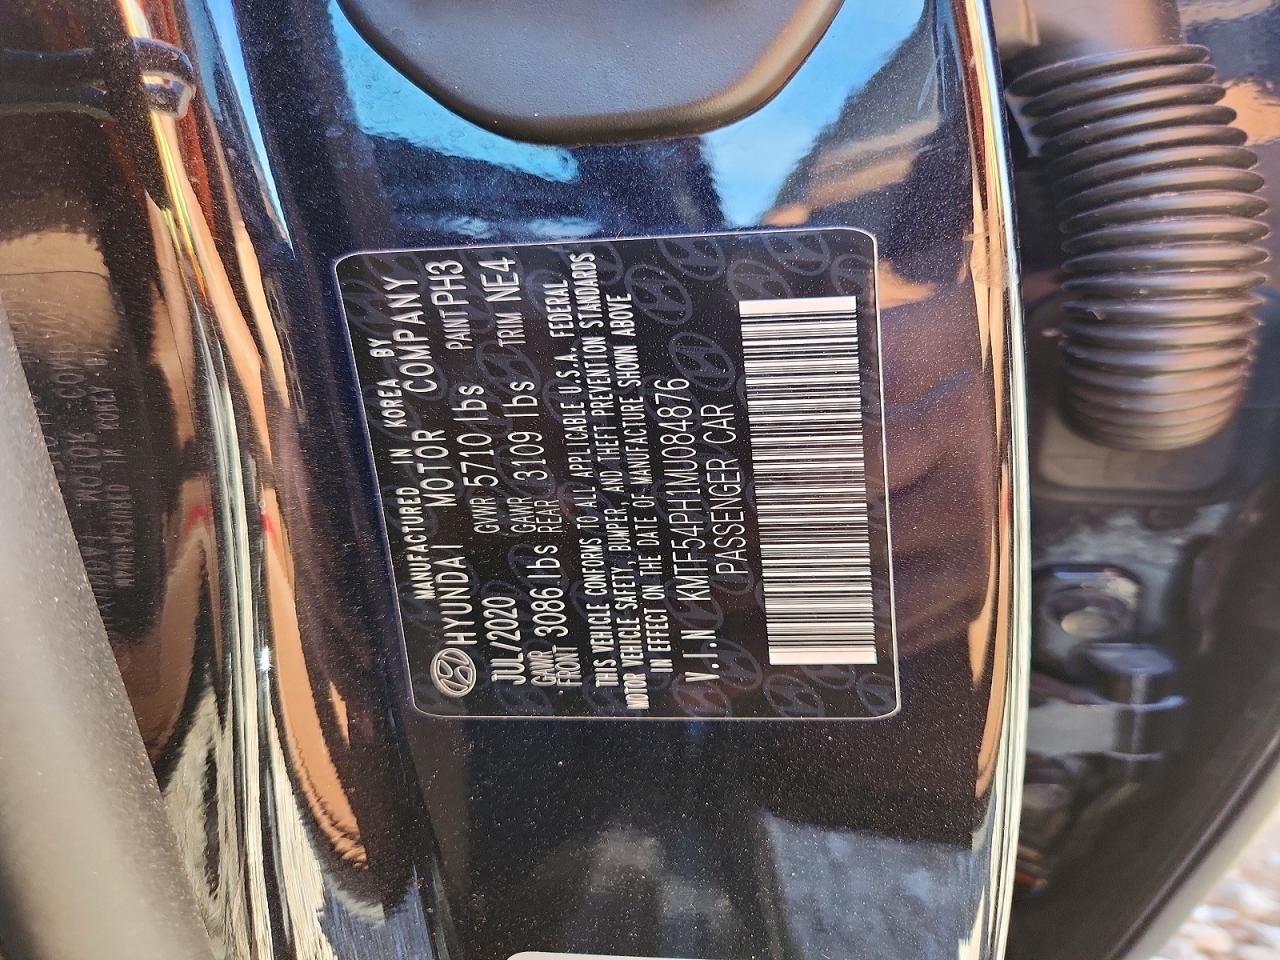 MANUFACTURED IN KOREA BY
HYUNDAI MOTOR COMPANY
JUL/2020 GVWR 5710 lbs PAINT PH3
GAWR FRONT 3086 lbs GAWR REAR 3109 lbs TRIM NE4
THIS VEHICLE CONFORMS TO ALL APPLICABLE U.S.A. FEDERAL
MOTOR VEHICLE SAFETY, BUMPER, AND THEFT PREVENTION STANDARDS
IN EFFECT ON THE DATE OF MANUFACTURE SHOWN ABOVE
V.I.N KMTF54PH1MU084876
PASSENGER CAR